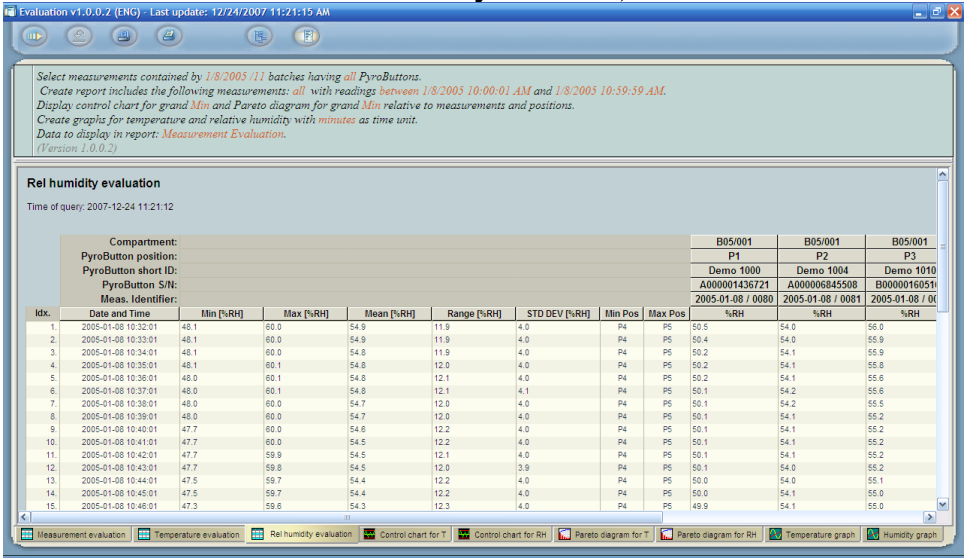 Evaluation v1.0.0.2 (ENG) - Last update: 12/24/2007 11:21:15 AM
Select measurements contained by 1/8/2005 /11 batches having all PyroButtons.
Create report includes the following measurements: all with readings between 1/8/2005 10:00:01 AM and 1/8/2005 10:59:59 AM.
Display control chart for grand Min and Pareto diagram for grand Min relative to measurements and positions.
Create graphs for temperature and relative humidity with minutes as time unit.
Data to display in report: Measurement Evaluation.
(Version 1.0.0.2)
Rel humidity evaluation
Time of query: 2007-12-24 11:21:12
Compartment: B05/001 B05/001 B05/001
PyroButton position: P1 P2 P3
PyroButton short ID: Demo 1000 Demo 1004 Demo 1010
PyroButton S/N: A000001436721 A000006845508 B00000160510
Meas. Identifier: 2005-01-08 / 0080 2005-01-08 / 0081 2005-01-08 / 00
Idx. Date and Time Min [%RH] Max [%RH] Mean [%RH] Range [%RH] STD DEV [%RH] Min Pos Max Pos %RH %RH %RH
1. 2005-01-08 10:32:01 48.1 60.0 54.9 11.9 4.0 P4 P5 50.5 54.0 56.0
2. 2005-01-08 10:33:01 48.1 60.0 54.9 11.9 4.0 P4 P5 50.4 54.0 55.9
3. 2005-01-08 10:34:01 48.1 60.0 54.8 11.9 4.0 P4 P5 50.2 54.1 55.9
4. 2005-01-08 10:35:01 48.1 60.1 54.8 12.0 4.0 P4 P5 50.2 54.1 55.8
5. 2005-01-08 10:36:01 48.0 60.1 54.8 12.1 4.0 P4 P5 50.2 54.1 55.6
6. 2005-01-08 10:37:01 48.0 60.1 54.8 12.1 4.1 P4 P5 50.1 54.2 55.6
7. 2005-01-08 10:38:01 48.0 60.0 54.7 12.0 4.0 P4 P5 50.1 54.2 55.5
8. 2005-01-08 10:39:01 48.0 60.0 54.7 12.0 4.0 P4 P5 50.1 54.1 55.2
9. 2005-01-08 10:40:01 47.7 60.0 54.6 12.2 4.0 P4 P5 50.1 54.1 55.2
10. 2005-01-08 10:41:01 47.7 60.0 54.5 12.2 4.0 P4 P5 50.1 54.1 55.2
11. 2005-01-08 10:42:01 47.7 59.9 54.5 12.1 4.0 P4 P5 50.1 54.1 55.2
12. 2005-01-08 10:43:01 47.7 59.8 54.5 12.0 3.9 P4 P5 50.1 54.0 55.2
13. 2005-01-08 10:44:01 47.5 59.7 54.4 12.2 4.0 P4 P5 50.0 54.0 55.1
14. 2005-01-08 10:45:01 47.5 59.7 54.4 12.2 4.0 P4 P5 50.0 54.1 55.0
15. 2005-01-08 10:46:01 47.3 59.6 54.3 12.3 4.0 P4 P5 49.9 54.1 55.0
Measurement evaluation Temperature evaluation Rel humidity evaluation Control chart for T Control chart for RH Pareto diagram for T Pareto diagram for RH Temperature graph Humidity graph